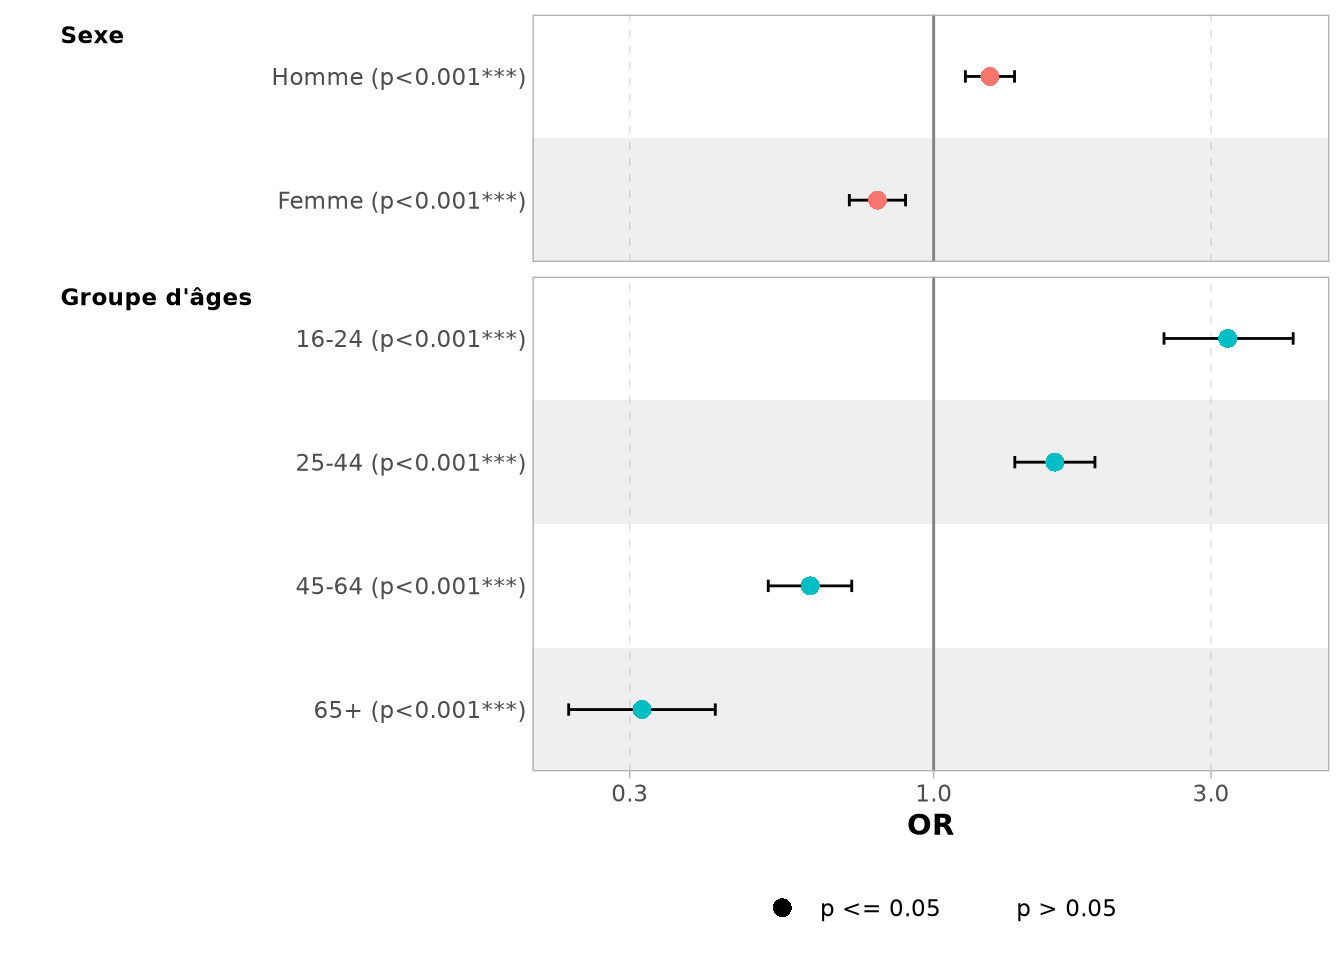 Sexe
Homme (p<0.001***)
Femme (p<0.001***)
Groupe d'âges
16-24 (p<0.001***)
25-44 (p<0.001***)
45-64 (p<0.001***)
65+ (p<0.001***)
0.3 1.0 3.0
OR
p <= 0.05 p > 0.05